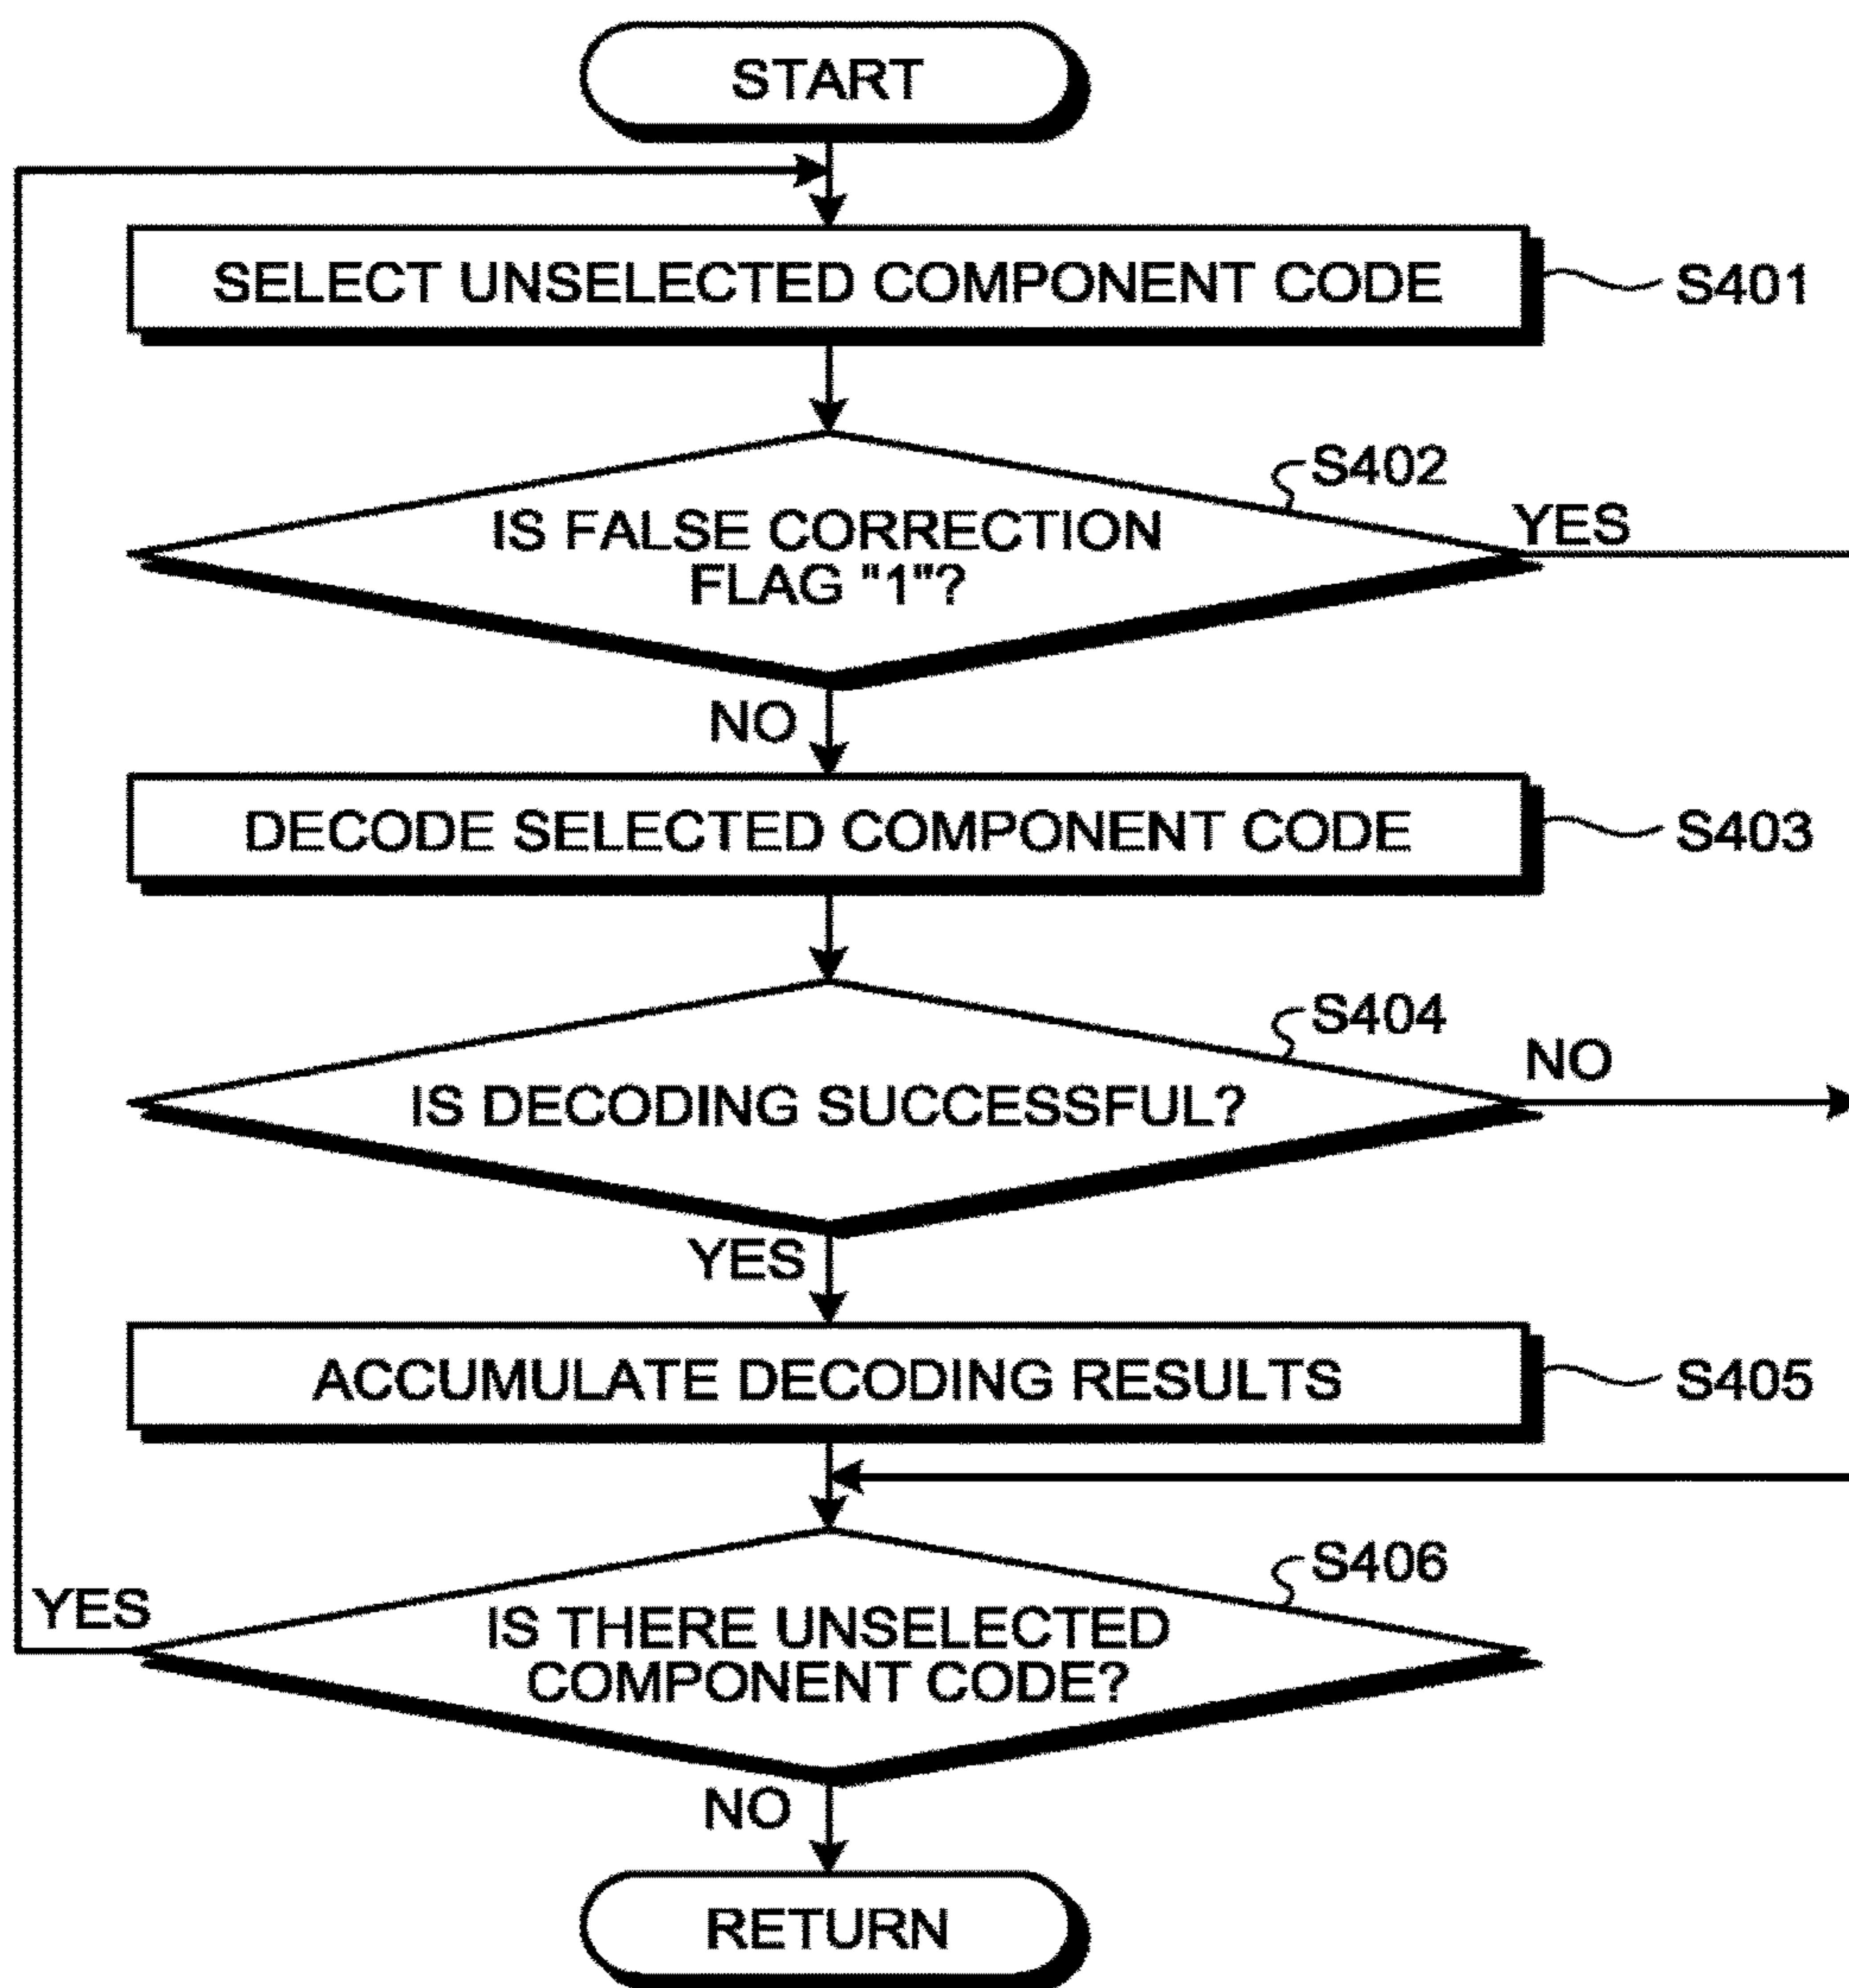 START
SELECT UNSELECTED COMPONENT CODE
S401
S402
IS FALSE CORRECTION
FLAG "1"?
YES
NO
DECODE SELECTED COMPONENT CODE
S403
S404
IS DECODING SUCCESSFUL?
NO
YES
ACCUMULATE DECODING RESULTS
S405
S406
IS THERE UNSELECTED
COMPONENT CODE?
YES
NO
RETURN